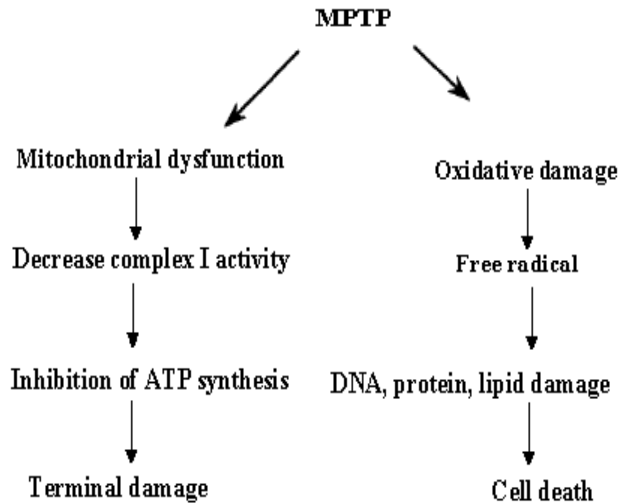 MPTP
Mitochondrial dysfunction
Oxidative damage
Decrease complex I activity
Free radical
Inhibition of ATP synthesis
DNA, protein, lipid damage
Terminal damage
Cell death